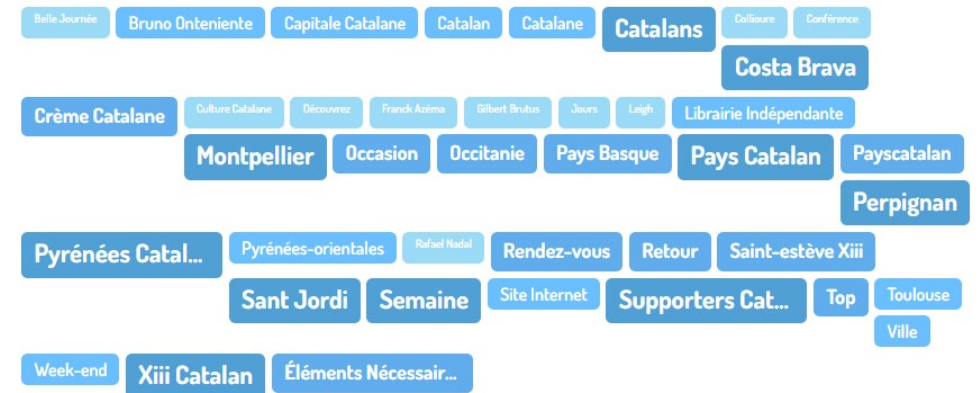 Belle Journée Bruno Onteniente Capitale Catalane Catalan Catalane Catalans Collioure Conférence
Costa Brava
Crème Catalane Culture Catalane Découvrez Franck Azéma Gilbert Brutus Jours Leigh Librairie Indépendante
Montpellier Occasion Occitanie Pays Basque Pays Catalan Payscatalan
Perpignan
Pyrénées Catal... Pyrénées-orientales Rafael Nadal Rendez-vous Retour Saint-estève Xiii
Sant Jordi Semaine Site Internet Supporters Cat... Top Toulouse
Ville
Week-end Xiii Catalan Éléments Nécessair...